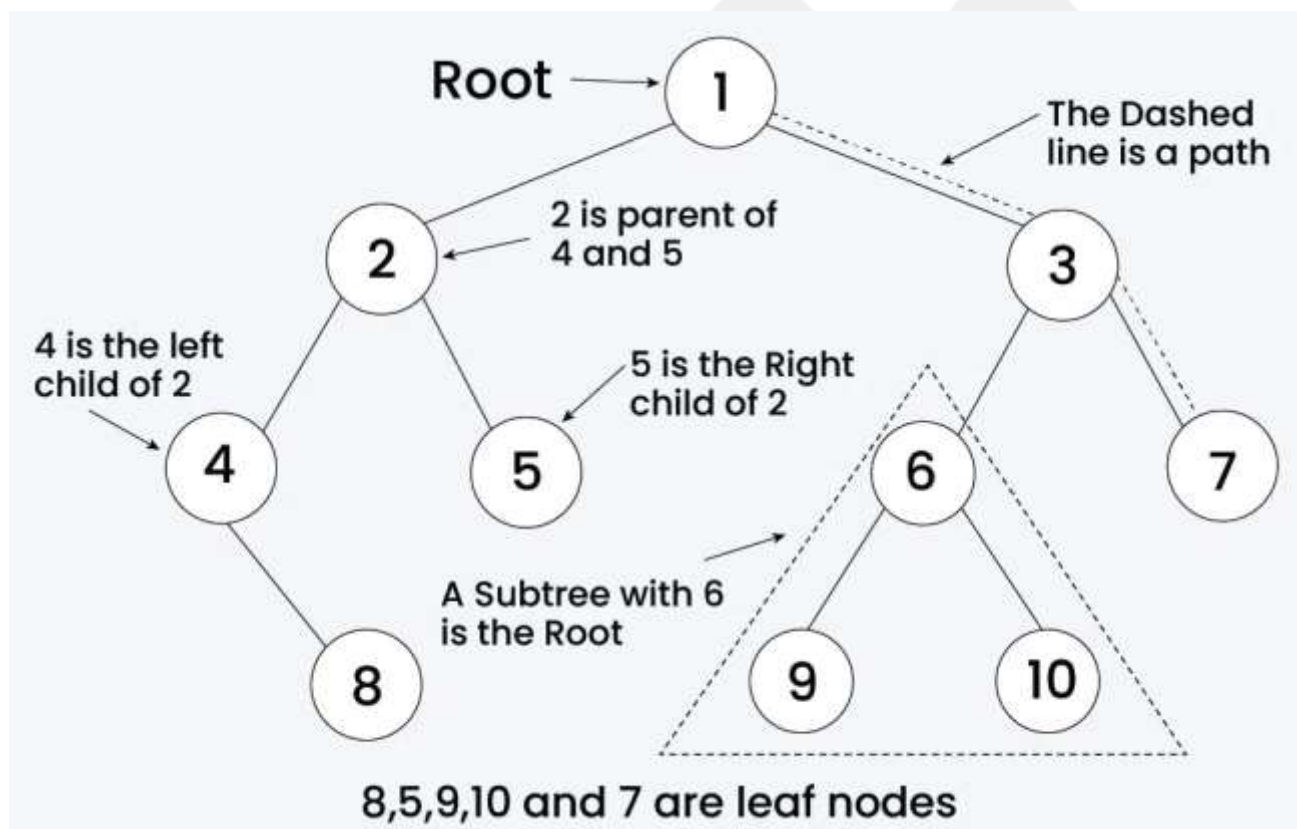 Root
1
The Dashed
line is a path
2 is parent of
4 and 5
2
3
4 is the left
child of 2
5 is the Right
child of 2
4
5
6
7
A Subtree with 6
is the Root
8
9
10
8,5,9,10 and 7 are leaf nodes